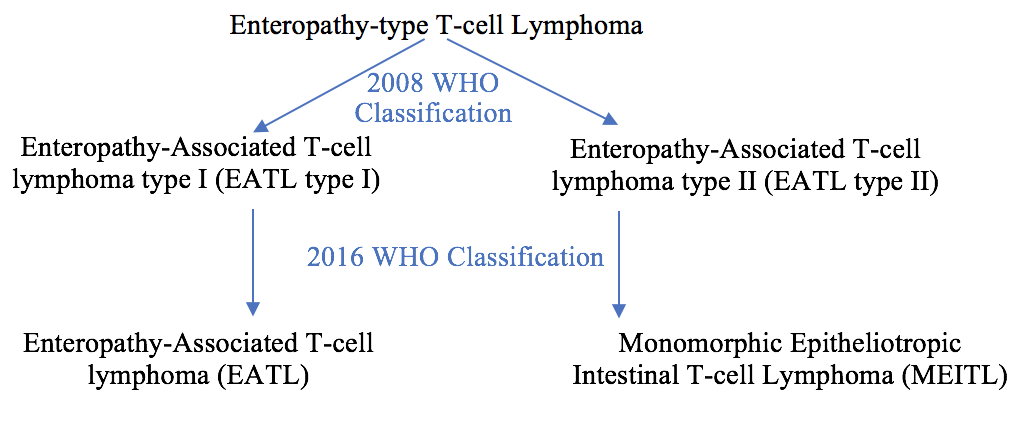 Enteropathy-type T-cell Lymphoma
2008 WHO
Classification
Enteropathy-Associated T-cell
lymphoma type I (EATL type I)
Enteropathy-Associated T-cell
lymphoma type II (EATL type II)
2016 WHO Classification
Enteropathy-Associated T-cell
lymphoma (EATL)
Monomorphic Epitheliotropic
Intestinal T-cell Lymphoma (MEITL)